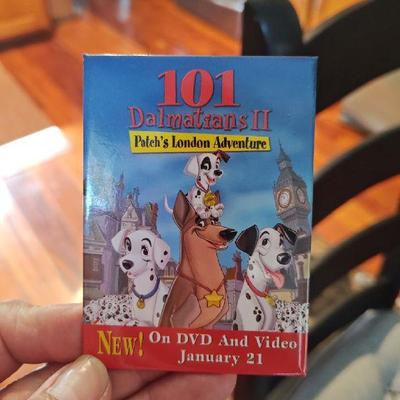 101
Dalmatians II
Patch's London Adventure
NEW! On DVD And Video
January 21